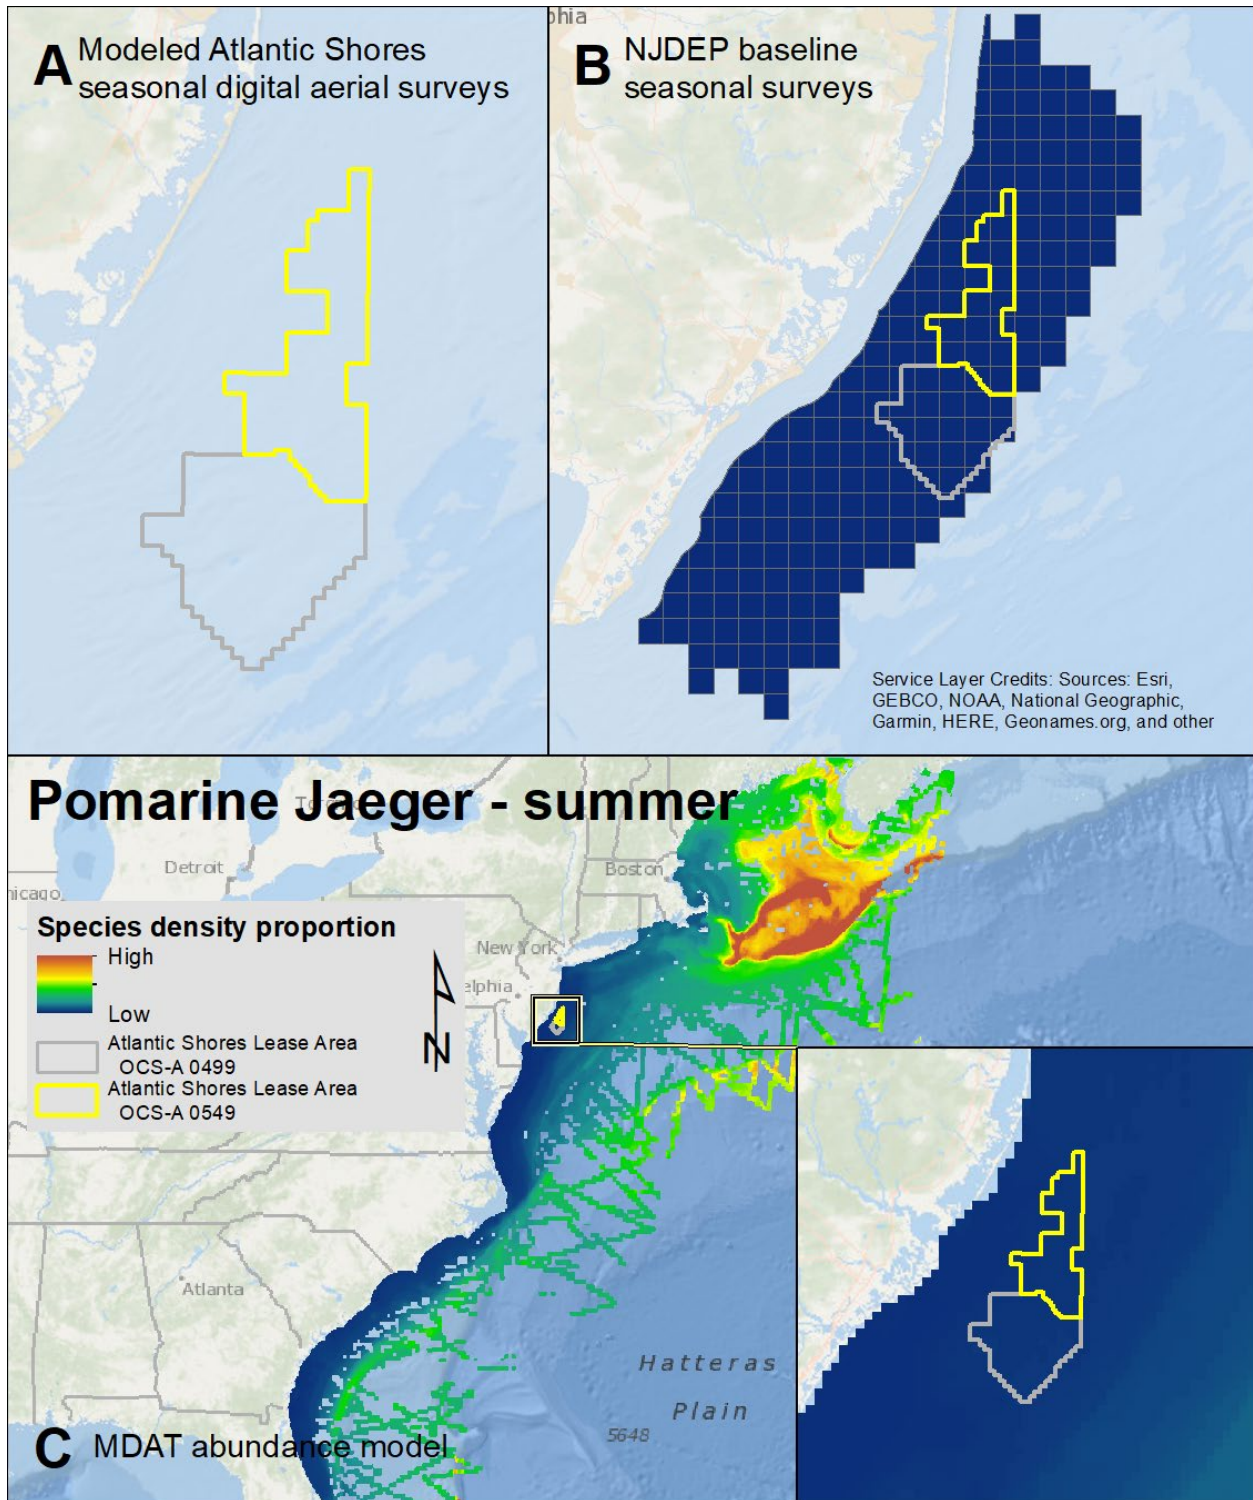 phia
A Modeled Atlantic Shores
seasonal digital aerial surveys
B NJDEP baseline
seasonal surveys
Service Layer Credits: Sources: Esri,
GEBCO, NOAA, National Geographic,
Garmin, HERE, Geonames.org, and other
Pomarine Jaeger - summer
Detroit
Boston
hicago
Species density proportion
High
Low
New York
elphia
N
Atlantic Shores Lease Area
OCS-A 0499
Atlantic Shores Lease Area
OCS-A 0549
Atlanta
Hatteras
Plain
5648
C MDAT abundance model